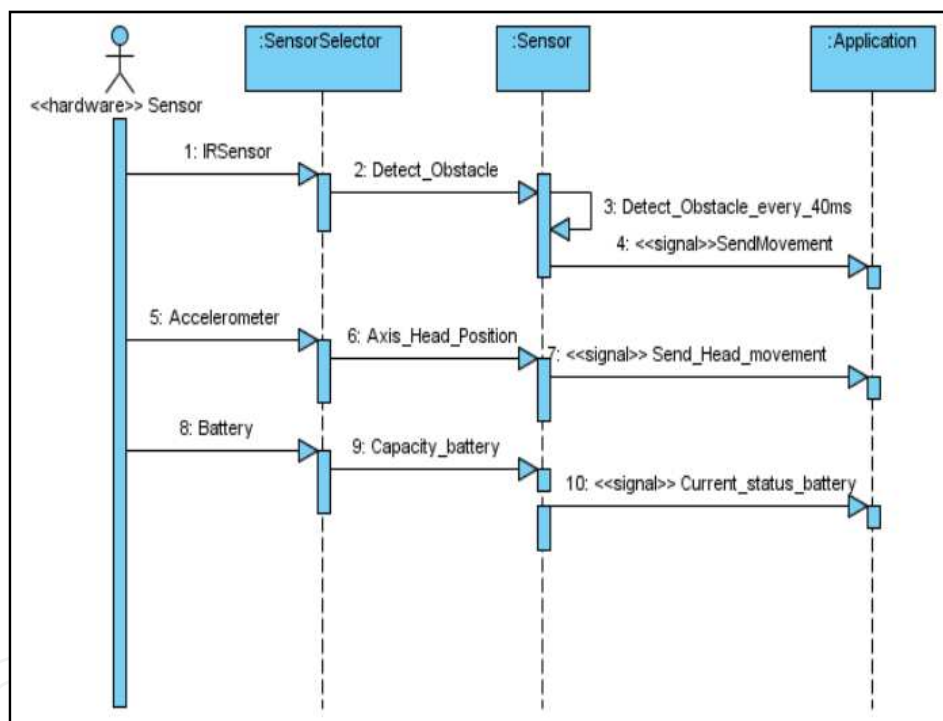 :SensorSelector
:Sensor
:Application
<<hardware>> Sensor
1: IRSensor
2: Detect_Obstacle
3: Detect_Obstacle_every_40ms
4: <<signal>>SendMovement
5: Accelerometer
6: Axis_Head_Position
7: <<signal>> Send_Head_movement
8: Battery
9: Capacity_battery
10: <<signal>> Current_status_battery